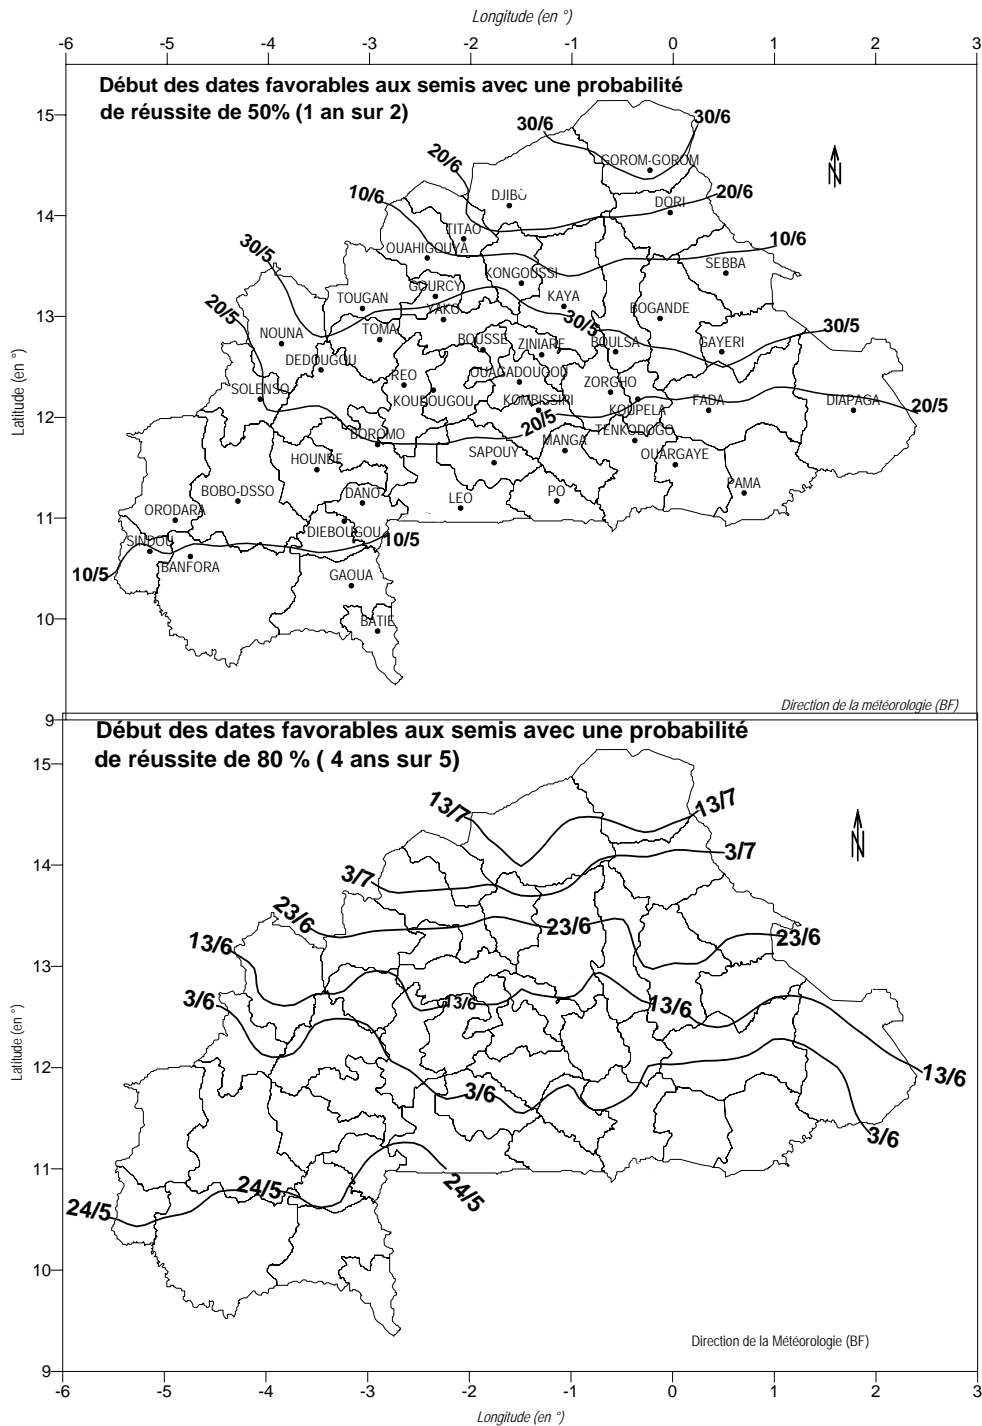 Longitude (en °)
-6 -5 -4 -3 -2 -1 0 1 2 3
Début des dates favorables aux semis avec une probabilité
de réussite de 50% (1 an sur 2)
15
30/6 30/6
20/6
GOROM-GOROM
10/6
DJIBO
20/6
DORI
14
TITAO
10/6
OUAHIGOUYA
30/5
SEBBA
KONGOUSSI
GOURCY
TOUGAN
KAYA
20/5
YAKO
BOGANDE
13
NOUNA
TOMA
30/5
30/5
BOUSSE
ZINIARE
BOULSA
GAYERI
DEDOUGOU
OUAGADOUGOU
REO
ZORGHO
SOLENSO
KOUDOUGOU
KOMBISSIRI
FADA
DIAPAGA
12
KOUPELA
20/5
20/5
TENKODOGO
BOROMO
MANGA
SAPOUY
OUARGAYE
HOUNDE
PAMA
BOBO-DSSO
DANO
LEO
PO
ORODARA
11
DIEBOUGOU
SINDOU
10/5
BANFORA
10/5
GAOUA
10
BATIE
9
Latitude (en °)
N
Direction de la météorologie (BF)
Début des dates favorables aux semis avec une probabilité
de réussite de 80 % ( 4 ans sur 5)
15
13/7 13/7
N
3/7
14
3/7
23/6
23/6
23/6
13/6
13
3/6
13/6
13/6
12
13/6
3/6
3/6
11
24/5
24/5
24/5
10
9
Latitude (en °)
Direction de la Météorologie (BF)
-6 -5 -4 -3 -2 -1 0 1 2 3
Longitude (en °)